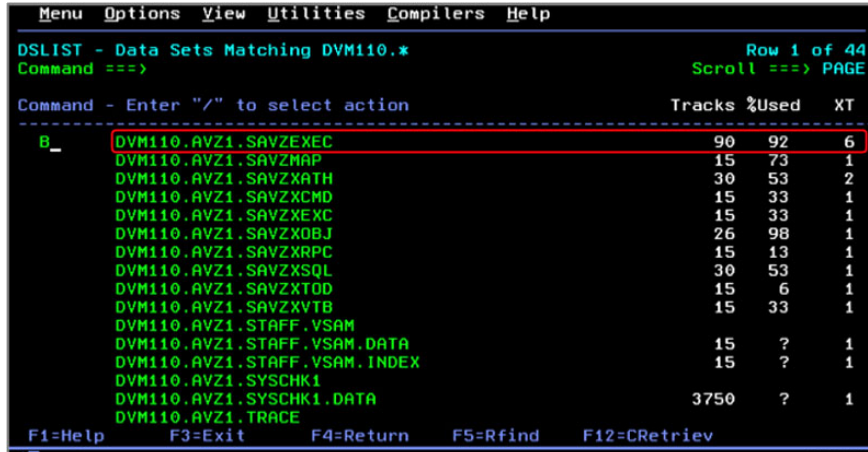 Menu Options View Utilities Compilers Help
DSLIST - Data Sets Matching DVM110.* Row 1 of 44
Command ===> Scroll ===> PAGE
Command - Enter "/" to select action Tracks %Used XT
B_ DVM110.AVZ1.SAVZEXEC 90 92 6
DVM110.AVZ1.SAVZMAP 15 73 1
DVM110.AVZ1.SAVZXATH 30 53 2
DVM110.AVZ1.SAVZXCMD 15 33 1
DVM110.AVZ1.SAVZXEXC 15 33 1
DVM110.AVZ1.SAVZXOBJ 26 98 1
DVM110.AVZ1.SAVZXRPC 15 13 1
DVM110.AVZ1.SAVZXSQL 30 53 1
DVM110.AVZ1.SAVZXTOD 15 6 1
DVM110.AVZ1.SAVZXVTB 15 33 1
DVM110.AVZ1.STAFF.VSAM
DVM110.AVZ1.STAFF.VSAM.DATA 15 ? 1
DVM110.AVZ1.STAFF.VSAM.INDEX 15 ? 1
DVM110.AVZ1.SYSCHK1
DVM110.AVZ1.SYSCHK1.DATA 3750 ? 1
DVM110.AVZ1.TRACE
F1=Help F3=Exit F4=Return F5=Rfind F12=CRetriev